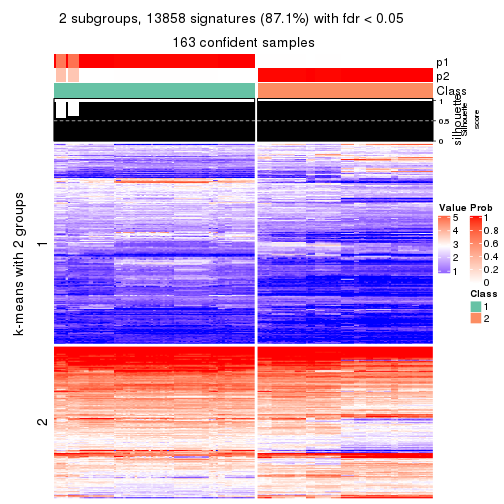 2 subgroups, 13858 signatures (87.1%) with fdr < 0.05
163 confident samples
p1
p2
Class
1
0.5
0
silhouette
Silhouette
score
k-means with 2 groups
1
2
Value
5
4
3
2
1
Prob
1
0.8
0.6
0.4
0.2
0
Class
1
2